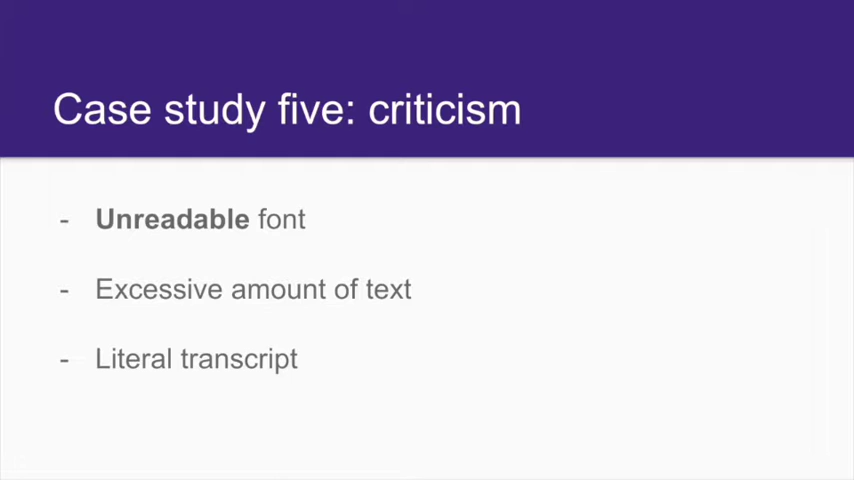 Case study five: criticism
- Unreadable font
- Excessive amount of text
- Literal transcript